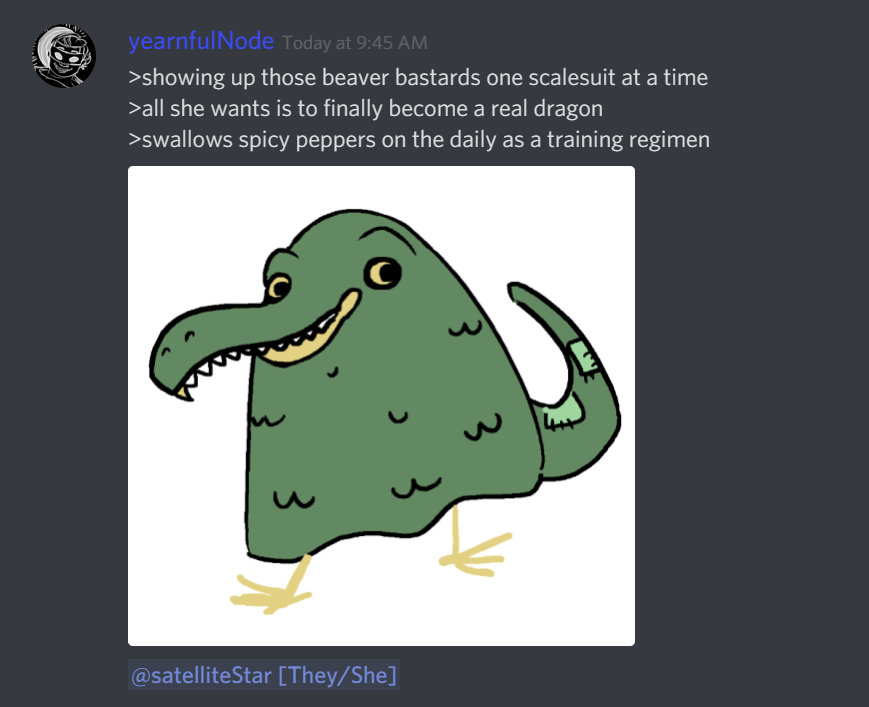 yearnfulNode Today at 9:45 AM
>showing up those beaver bastards one scalesuit at a time
>all she wants is to finally become a real dragon
>swallows spicy peppers on the daily as a training regimen
@satelliteStar [They/She]